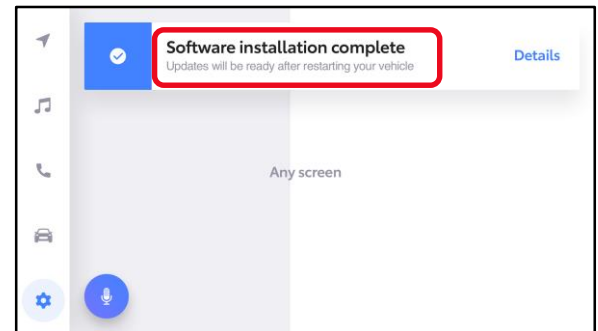 Software installation complete
Updates will be ready after restarting your vehicle
Details
Any screen